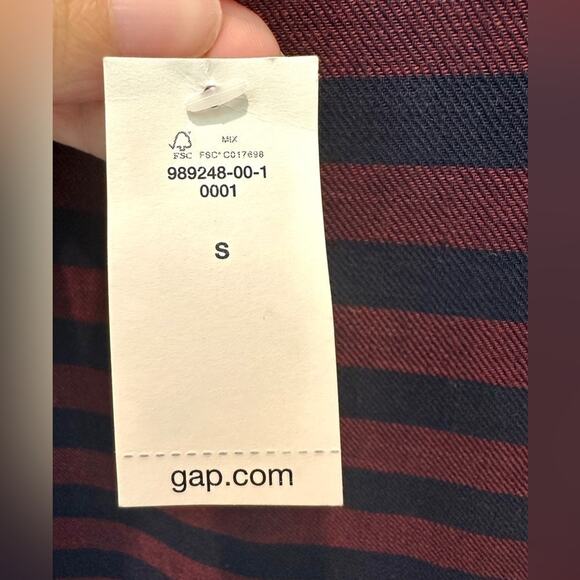 MIX
FSC FSC® C017698
989248-00-1
0001
S
gap.com